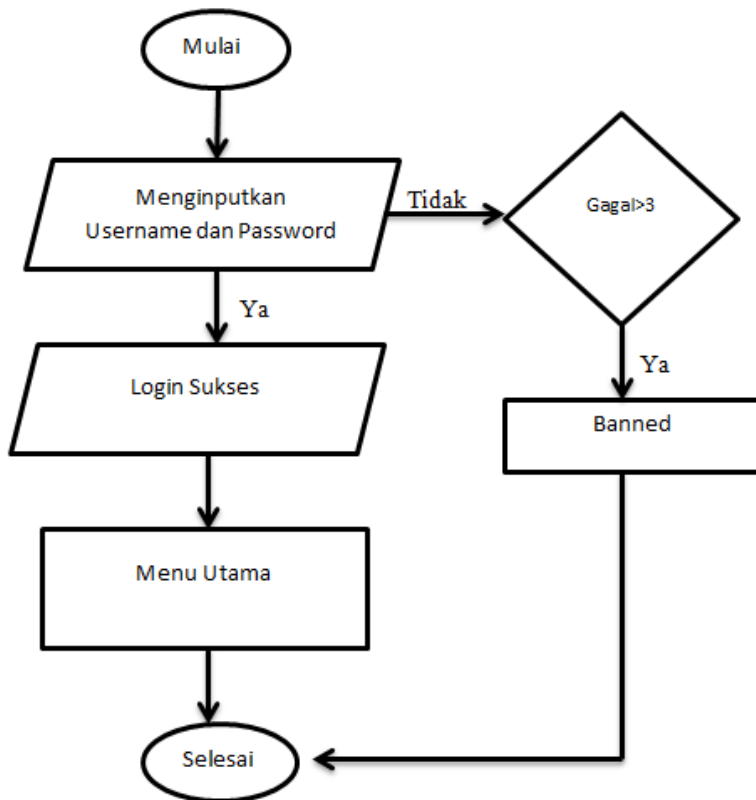 Mulai
Menginputkan
Username dan Password
Tidak
Gagal>3
Ya
Login Sukses
Ya
Banned
Menu Utama
Selesai